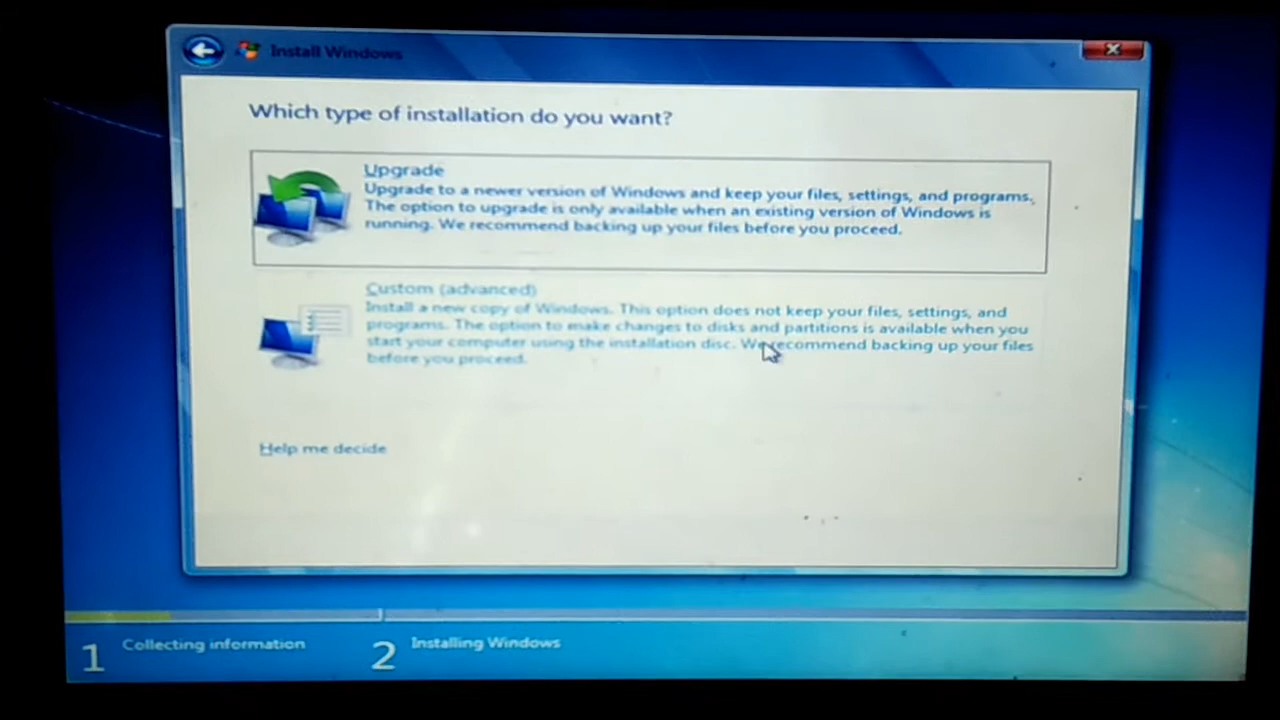 Install Windows
Which type of installation do you want?
Upgrade
Upgrade to a newer version of Windows and keep your files, settings, and programs.
The option to upgrade is only available when an existing version of Windows is
running. We recommend backing up your files before you proceed.
Custom (advanced)
Install a new copy of Windows. This option does not keep your files, settings, and
programs. The option to make changes to disks and partitions is available when you
start your computer using the installation disc. We recommend backing up your files
before you proceed.
Help me decide
1 Collecting information
2 Installing Windows